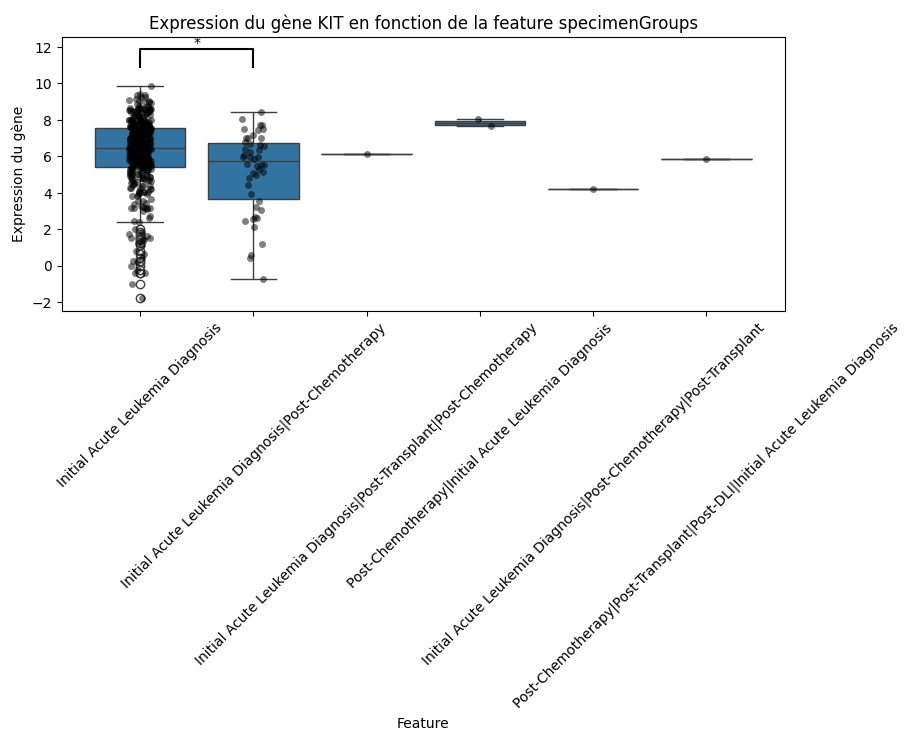 Expression du gène KIT en fonction de la feature specimenGroups
*
Expression du gène
12
10
8
6
4
2
0
−2
Initial Acute Leukemia Diagnosis
Initial Acute Leukemia Diagnosis|Post-Chemotherapy
Initial Acute Leukemia Diagnosis|Post-Transplant|Post-Chemotherapy
Post-Chemotherapy|Initial Acute Leukemia Diagnosis
Initial Acute Leukemia Diagnosis|Post-Chemotherapy|Post-Transplant
Post-Chemotherapy|Post-Transplant|Post-DLI|Initial Acute Leukemia Diagnosis
Feature